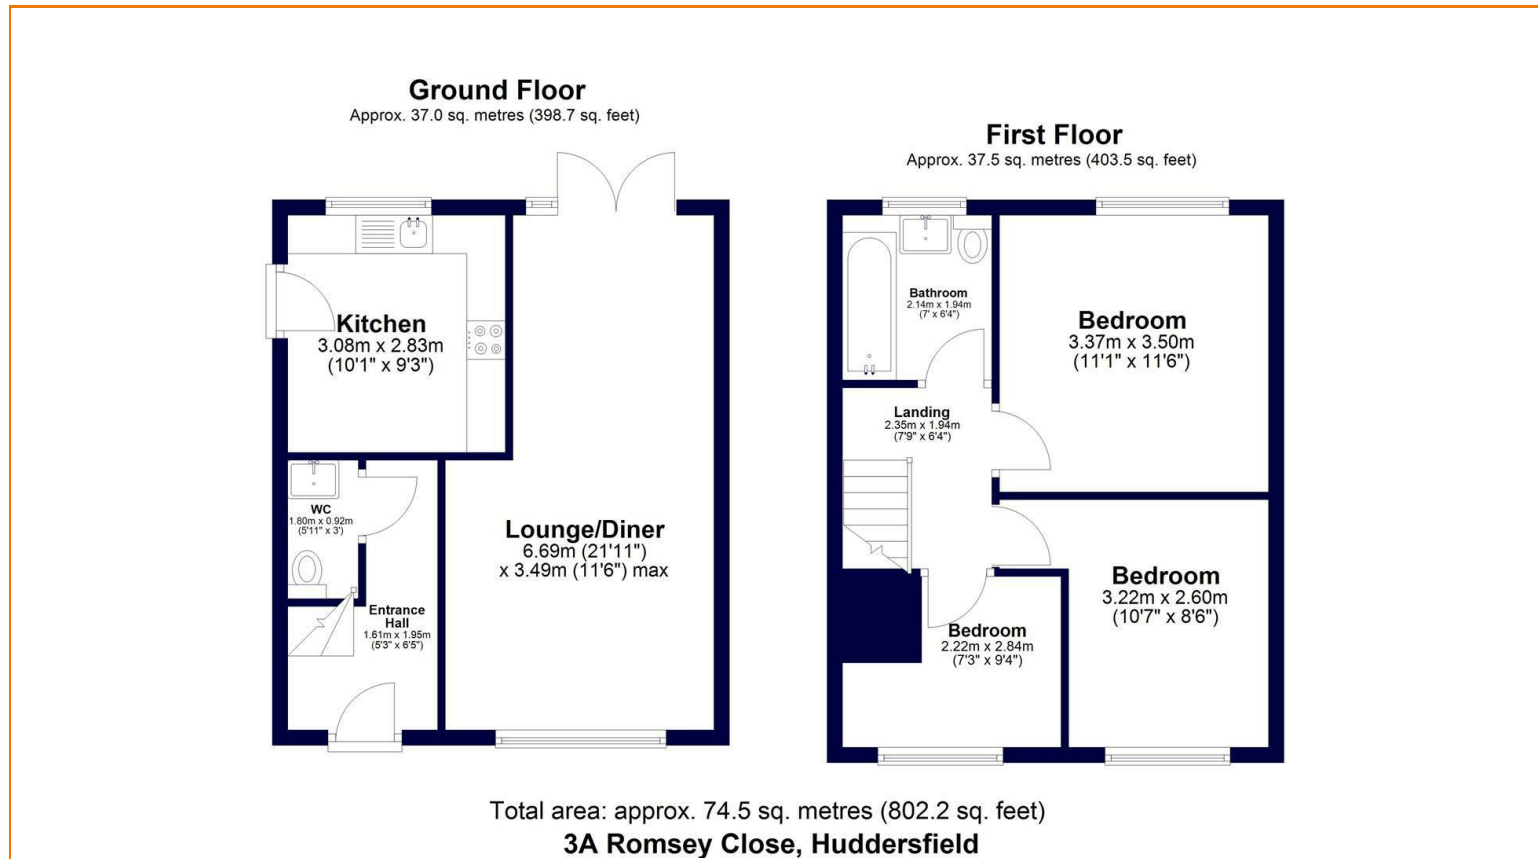 Ground Floor
Approx. 37.0 sq. metres (398.7 sq. feet)
Kitchen
3.08m x 2.83m
(10'1" x 9'3")
WC
1.80m x 0.92m
(5'11" x 3')
Entrance
Hall
1.61m x 1.95m
(5'3" x 6'5")
Lounge/Diner
6.69m (21'11")
x 3.49m (11'6") max
First Floor
Approx. 37.5 sq. metres (403.5 sq. feet)
Bathroom
2.14m x 1.94m
(7' x 6'4")
Bedroom
3.37m x 3.50m
(11'1" x 11'6")
Landing
2.35m x 1.94m
(7'9" x 6'4")
Bedroom
3.22m x 2.60m
(10'7" x 8'6")
Bedroom
2.22m x 2.84m
(7'3" x 9'4")
Total area: approx. 74.5 sq. metres (802.2 sq. feet)
3A Romsey Close, Huddersfield